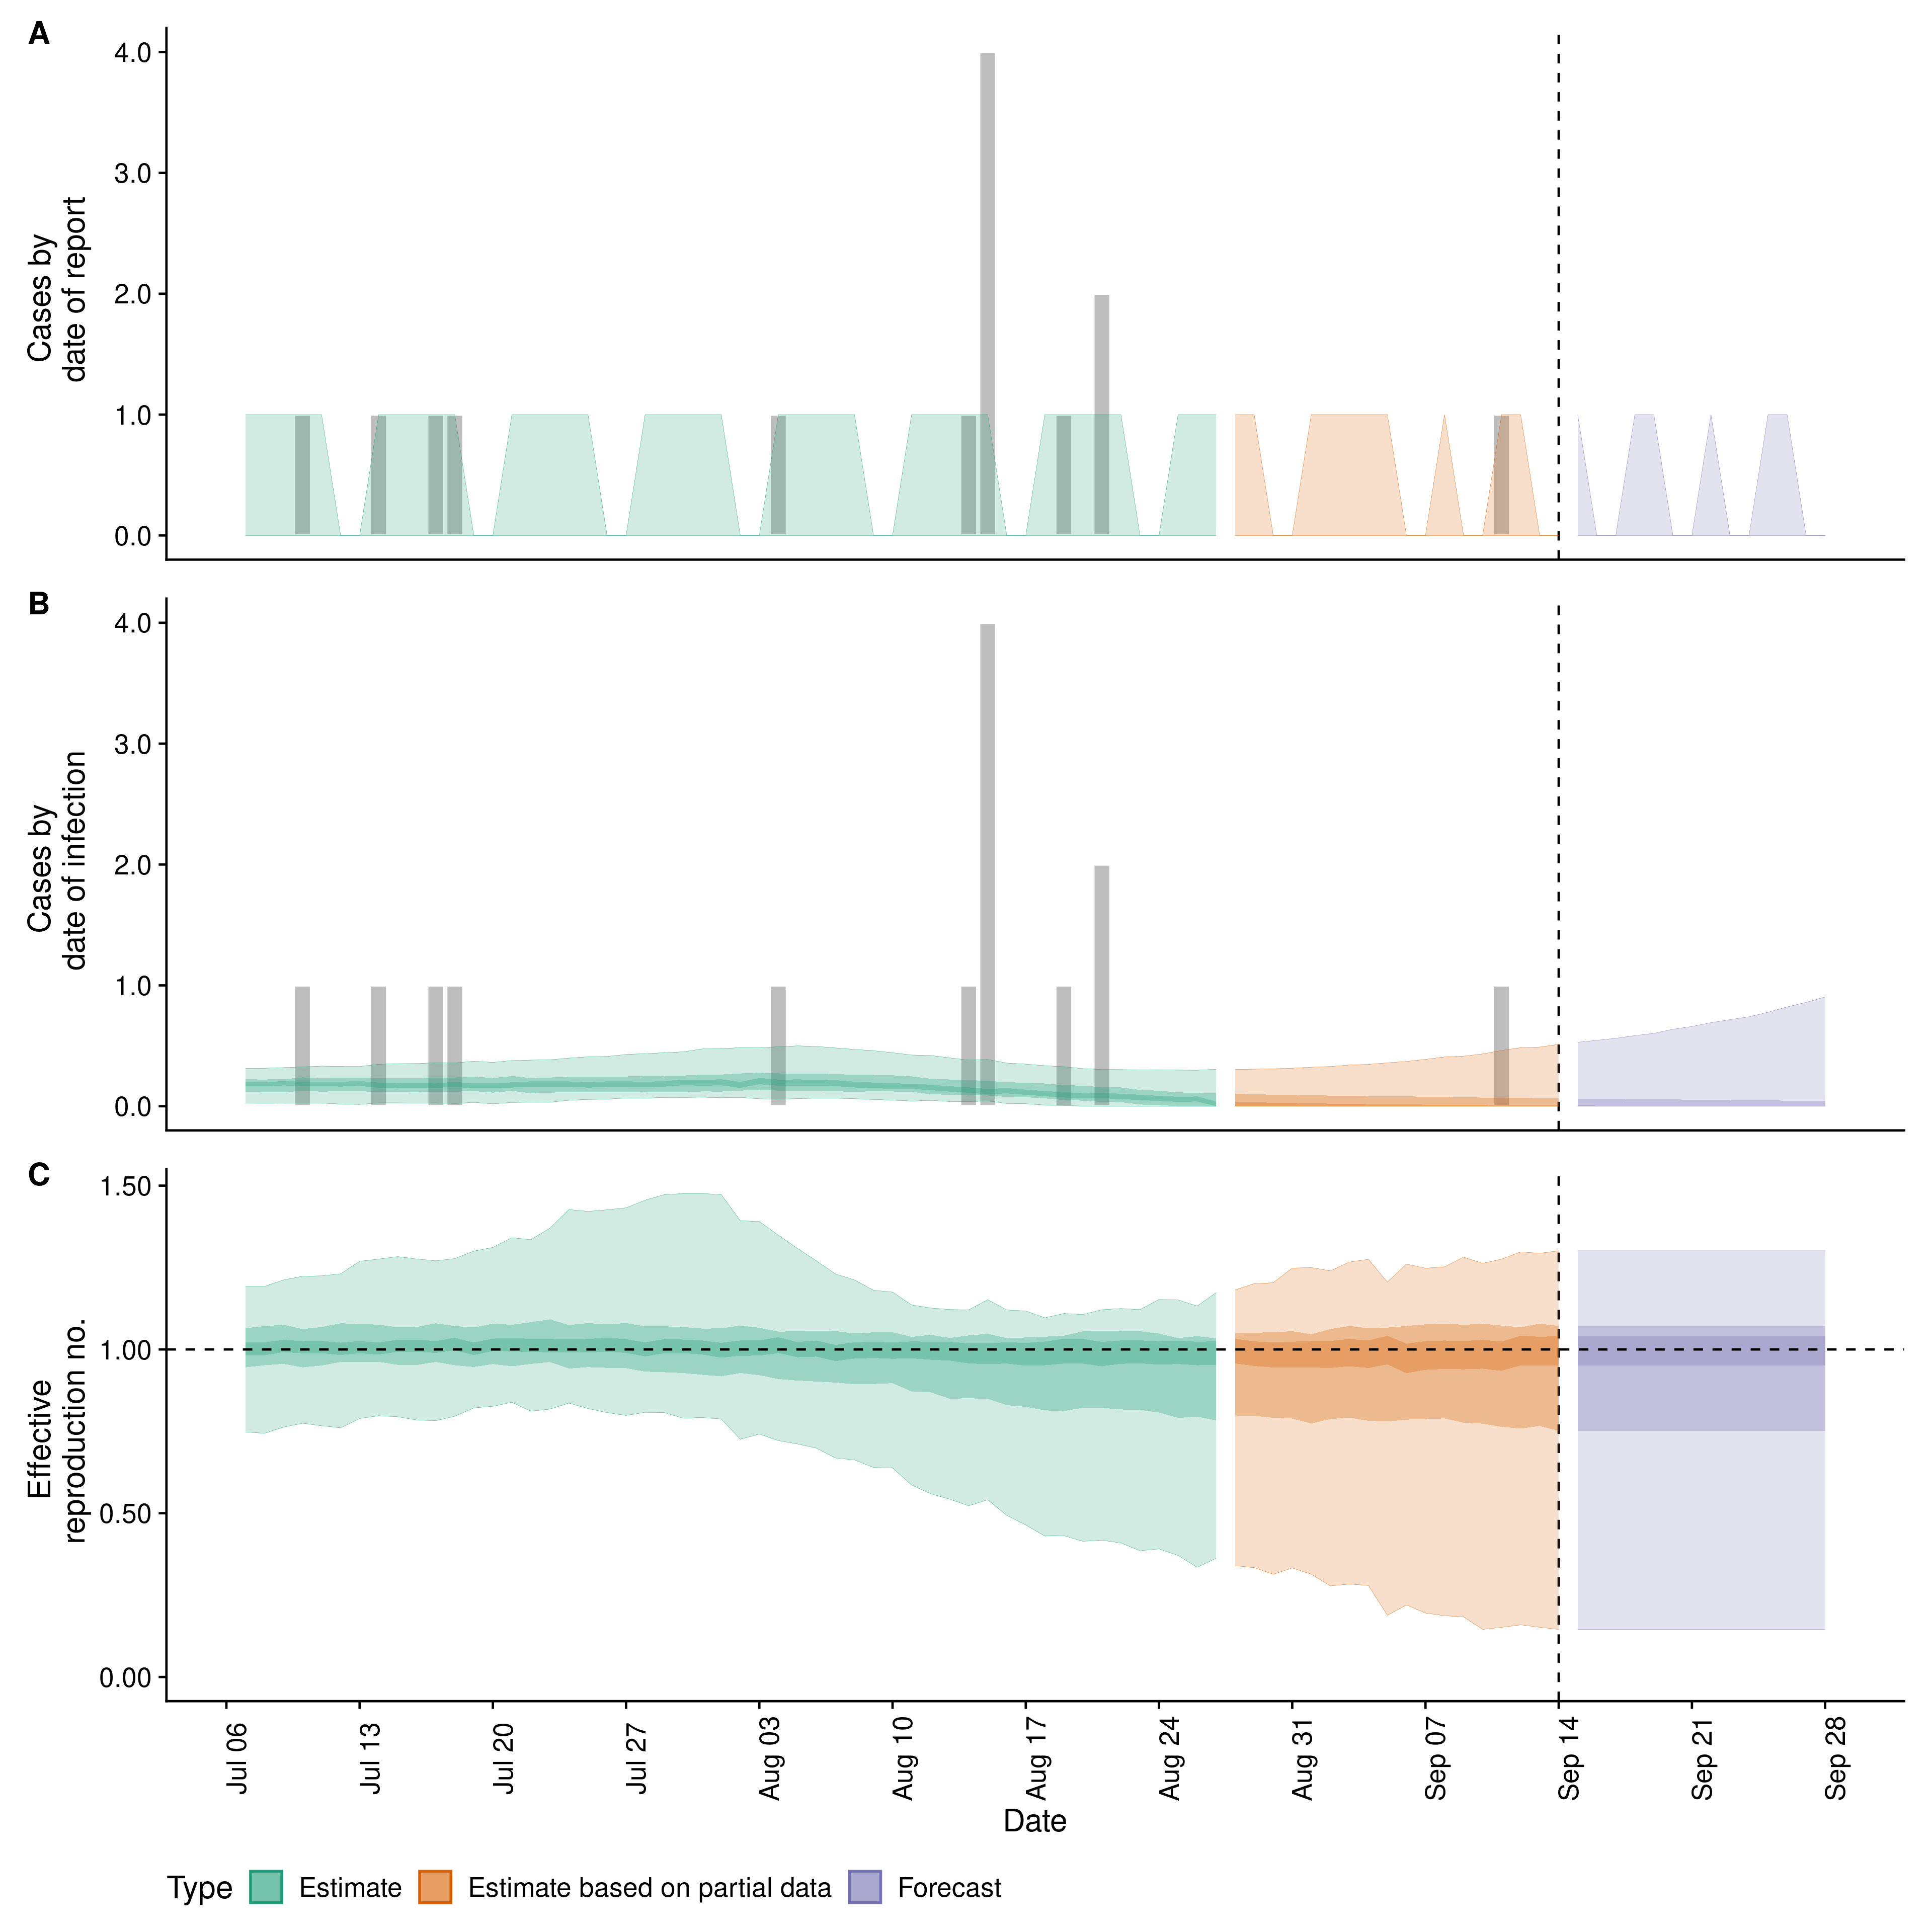 A
4.0
3.0
2.0
1.0
0.0
Cases by
date of report
B
4.0
3.0
2.0
1.0
0.0
Cases by
date of infection
C
1.50
1.00
0.50
0.00
Effective
reproduction no.
Jul 06
Jul 13
Jul 20
Jul 27
Aug 03
Aug 10
Aug 17
Aug 24
Aug 31
Sep 07
Sep 14
Sep 21
Sep 28
Date
Type Estimate Estimate based on partial data Forecast